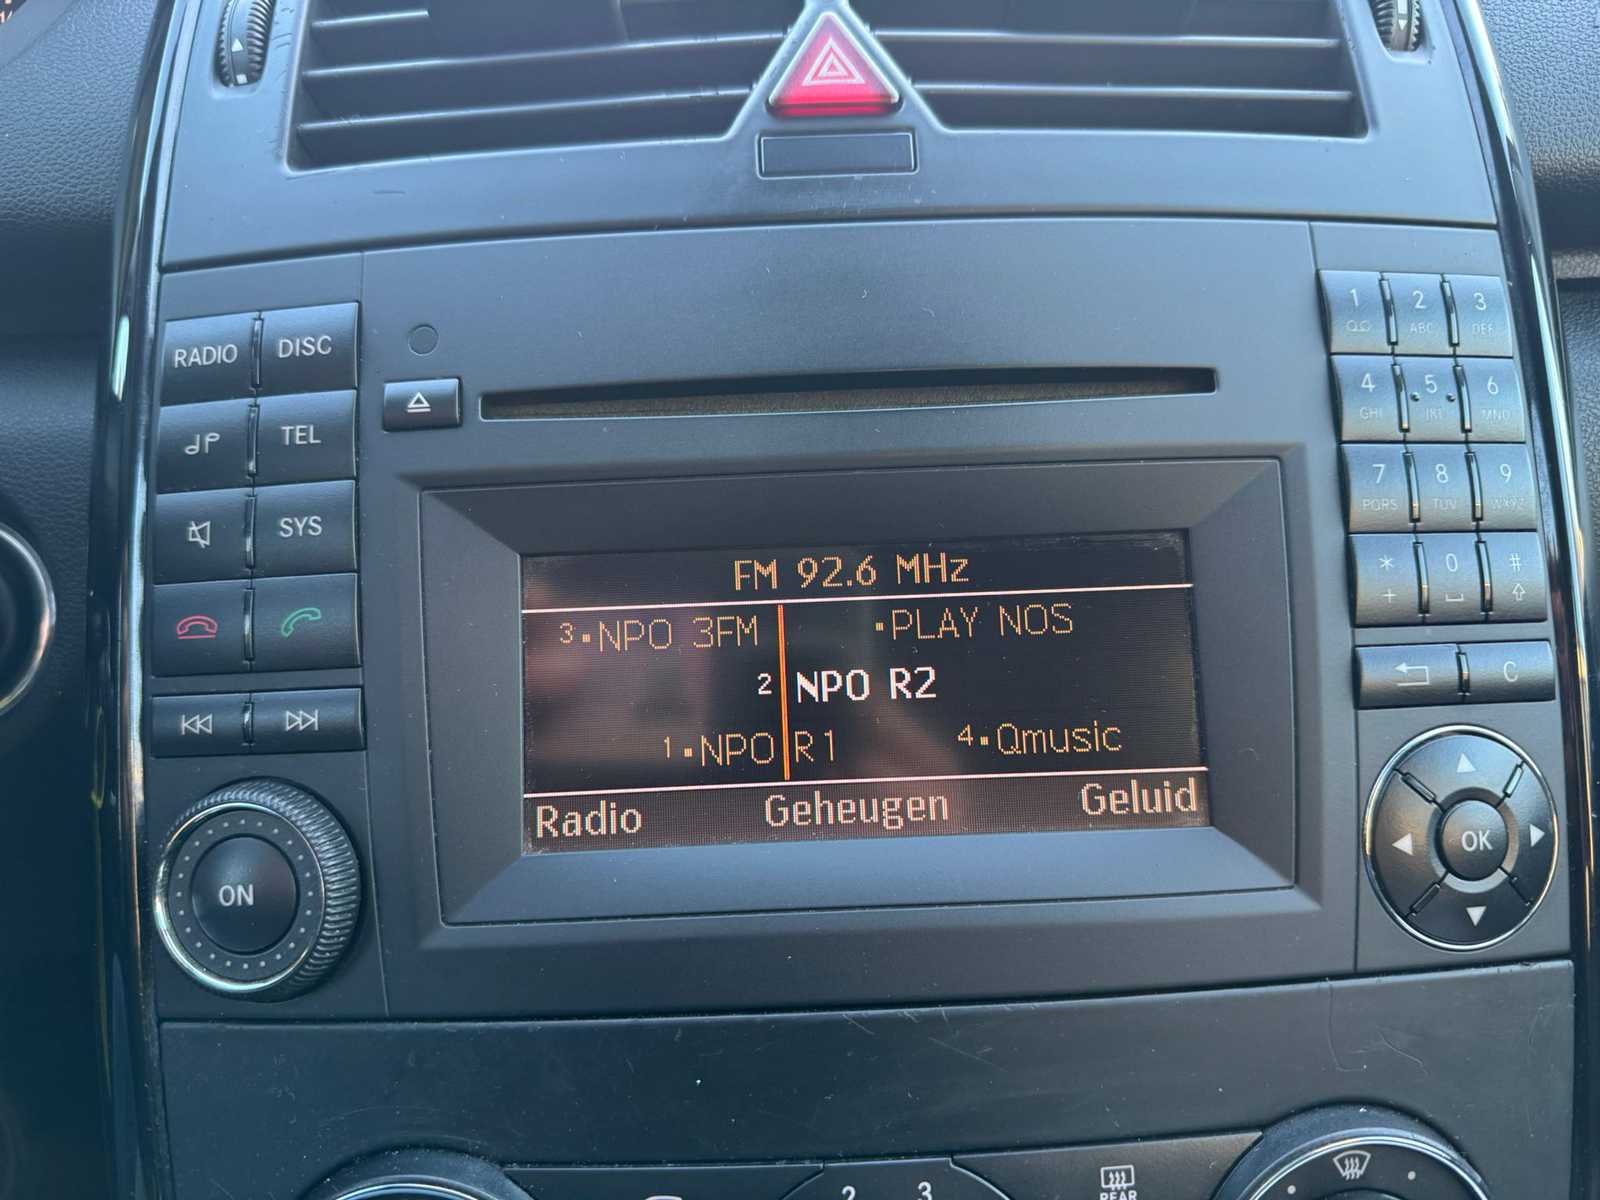 RADIO DISC
TEL
SYS
ON
FM 92.6 MHz
3 NPO 3FM PLAY NOS
2 NPO R2
1 NPO R1 4 Qmusic
Radio Geheugen Geluid
1 2 3
ABC DEF
4 5 6
GHI JKL MNO
7 8 9
PQRS TUV WXYZ
* 0 #
+
C
OK
2 3
REAR